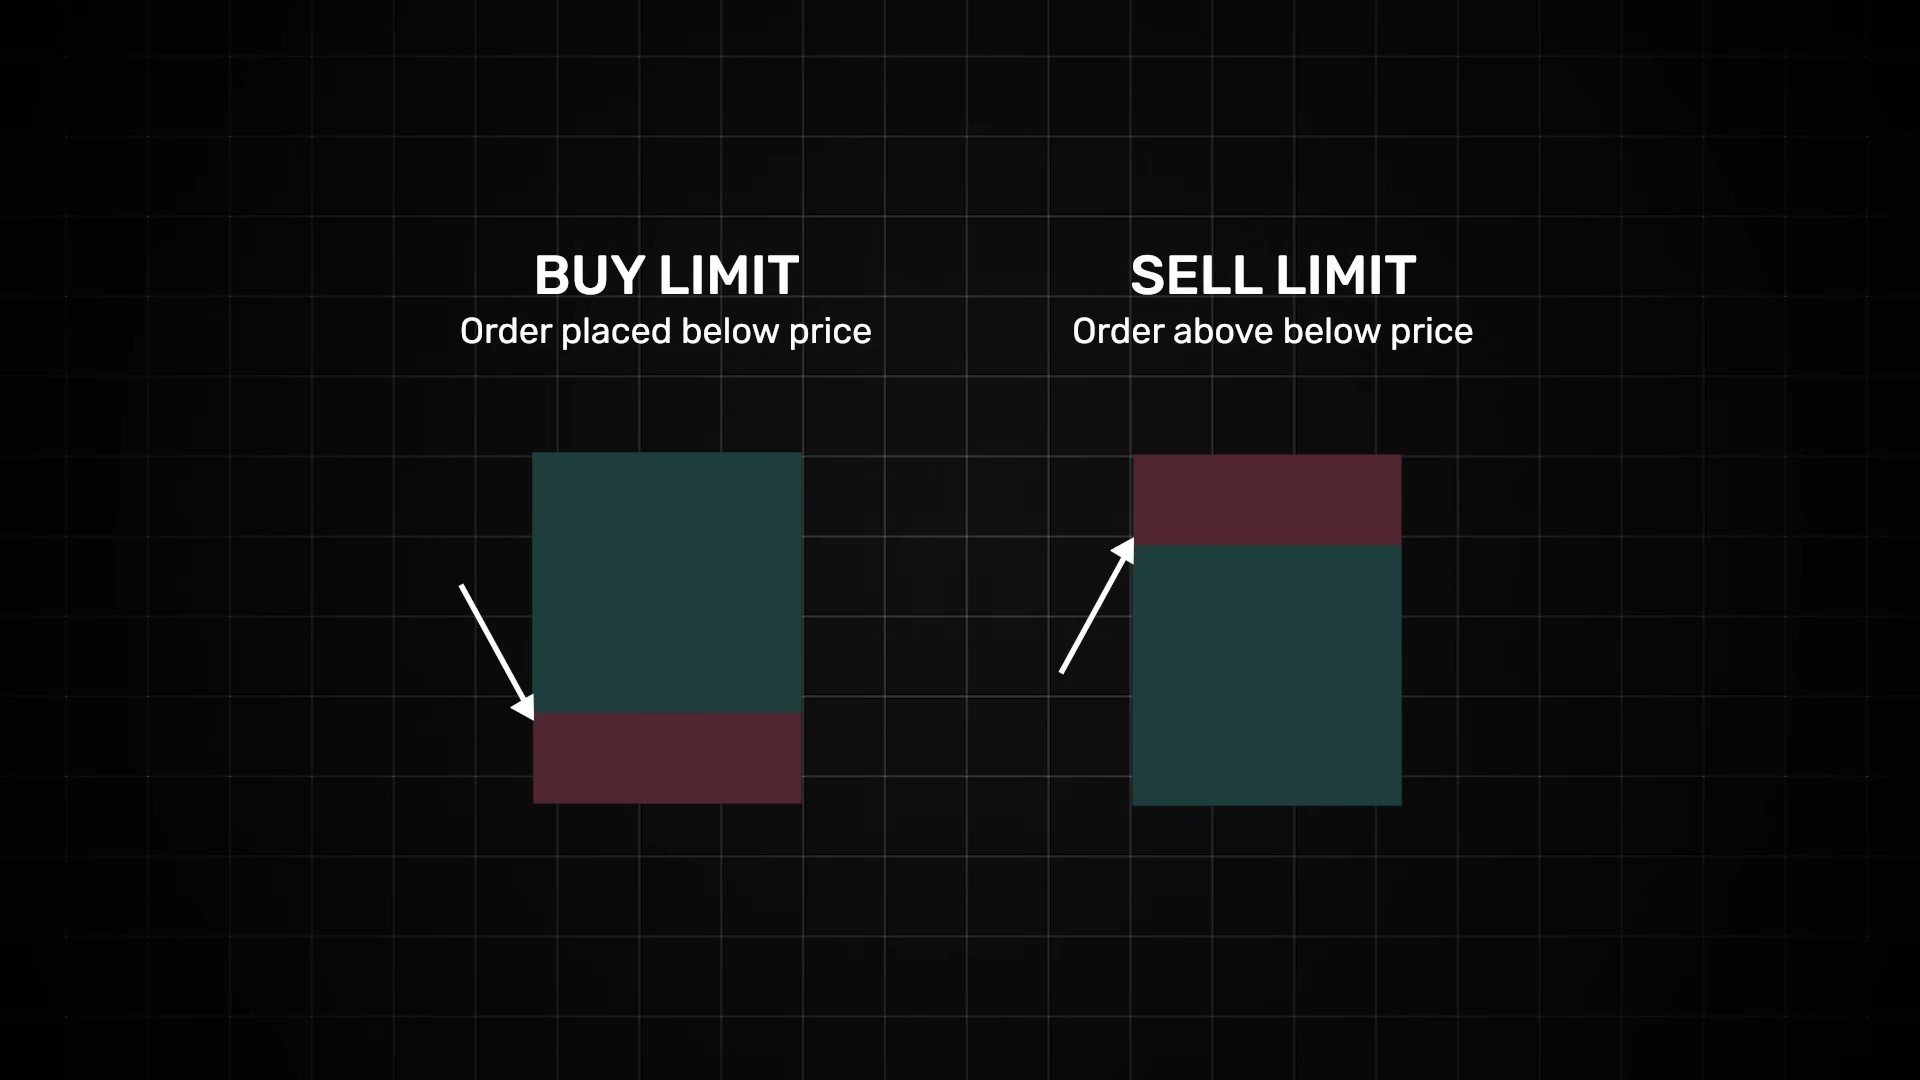 BUY LIMIT
Order placed below price
SELL LIMIT
Order above below price